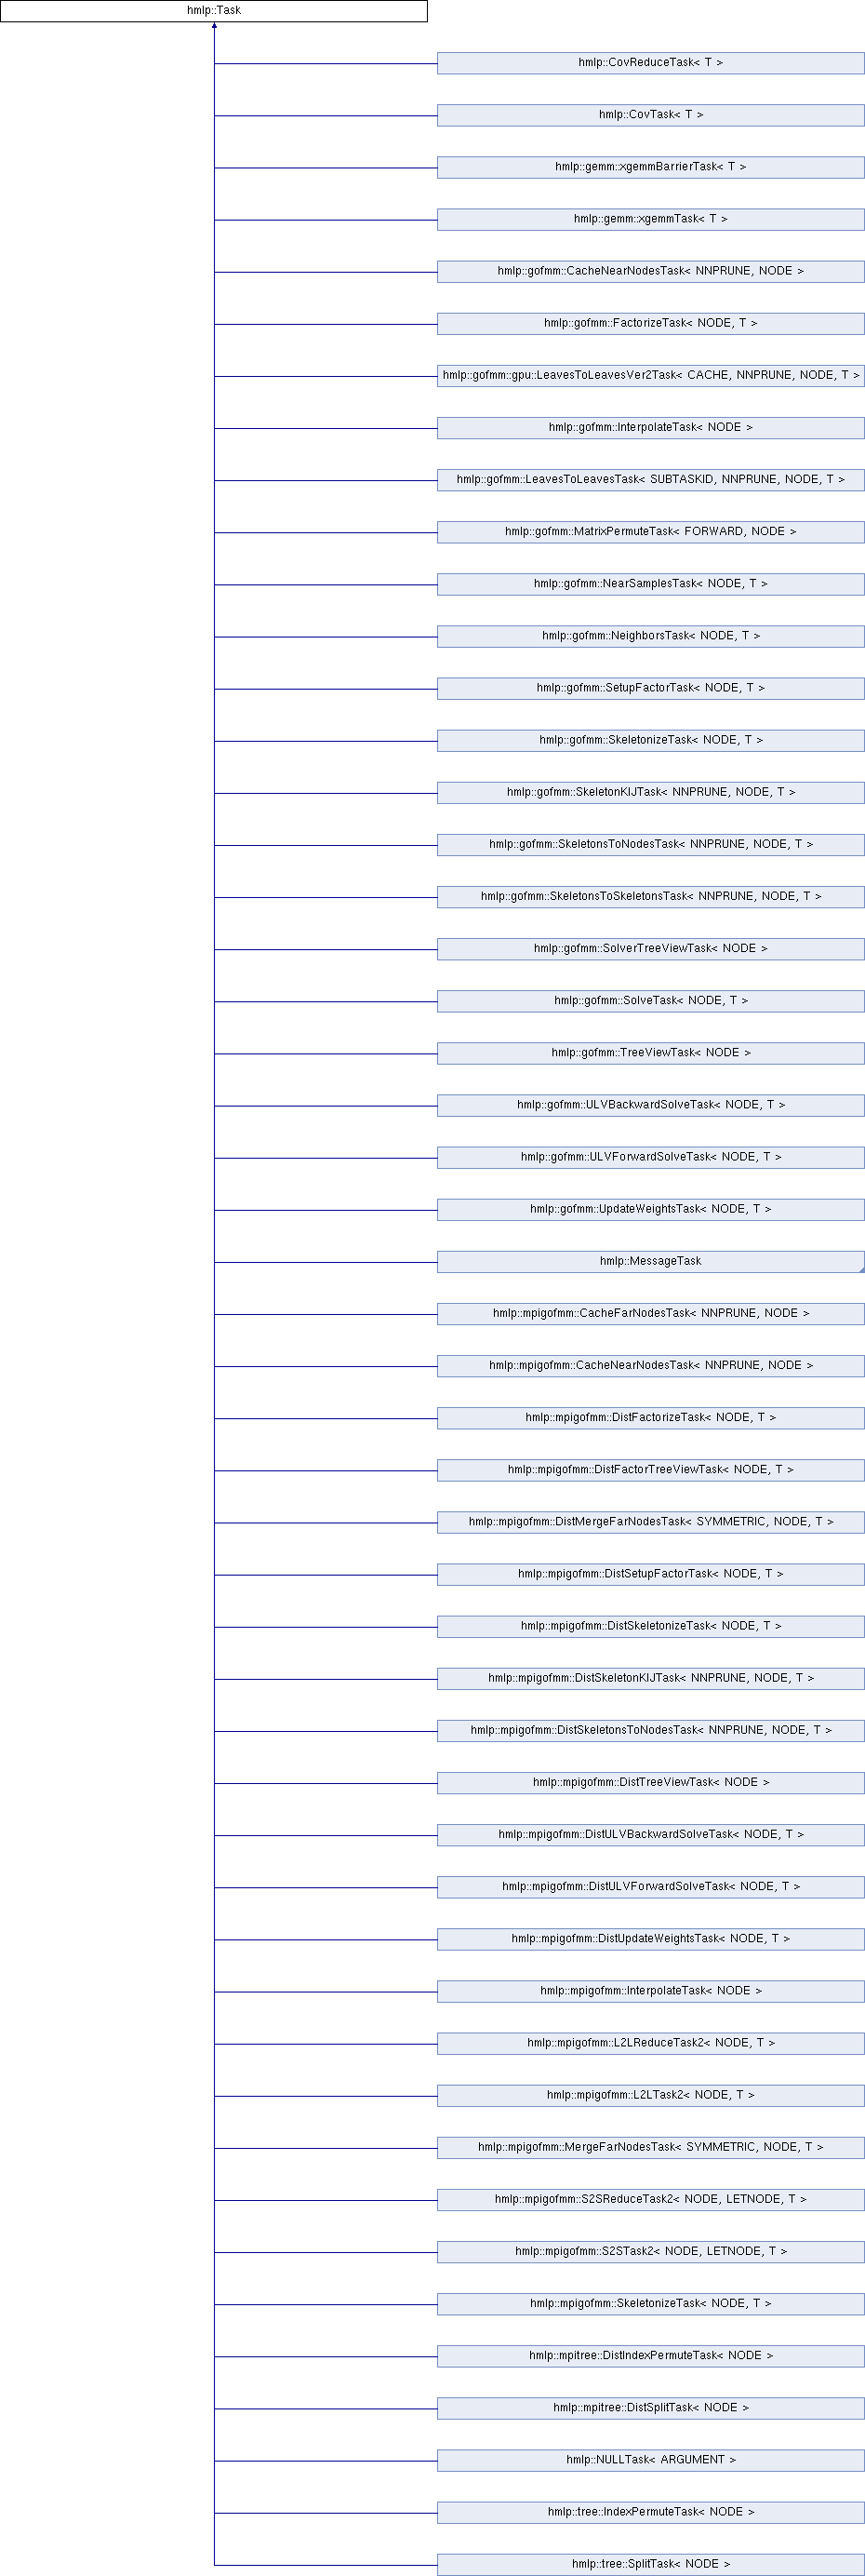 hmlp::Task
hmlp::CovReduceTask< T >
hmlp::CovTask< T >
hmlp::gemm::xgemmBarrierTask< T >
hmlp::gemm::xgemmTask< T >
hmlp::gofmm::CacheNearNodesTask< NNPRUNE, NODE >
hmlp::gofmm::FactorizeTask< NODE, T >
hmlp::gofmm::gpu::LeavesToLeavesVer2Task< CACHE, NNPRUNE, NODE, T >
hmlp::gofmm::InterpolateTask< NODE >
hmlp::gofmm::LeavesToLeavesTask< SUBTASKID, NNPRUNE, NODE, T >
hmlp::gofmm::MatrixPermuteTask< FORWARD, NODE >
hmlp::gofmm::NearSamplesTask< NODE, T >
hmlp::gofmm::NeighborsTask< NODE, T >
hmlp::gofmm::SetupFactorTask< NODE, T >
hmlp::gofmm::SkeletonizeTask< NODE, T >
hmlp::gofmm::SkeletonKIJTask< NNPRUNE, NODE, T >
hmlp::gofmm::SkeletonsToNodesTask< NNPRUNE, NODE, T >
hmlp::gofmm::SkeletonsToSkeletonsTask< NNPRUNE, NODE, T >
hmlp::gofmm::SolverTreeViewTask< NODE >
hmlp::gofmm::SolveTask< NODE, T >
hmlp::gofmm::TreeViewTask< NODE >
hmlp::gofmm::ULVBackwardSolveTask< NODE, T >
hmlp::gofmm::ULVForwardSolveTask< NODE, T >
hmlp::gofmm::UpdateWeightsTask< NODE, T >
hmlp::MessageTask
hmlp::mpigofmm::CacheFarNodesTask< NNPRUNE, NODE >
hmlp::mpigofmm::CacheNearNodesTask< NNPRUNE, NODE >
hmlp::mpigofmm::DistFactorizeTask< NODE, T >
hmlp::mpigofmm::DistFactorTreeViewTask< NODE, T >
hmlp::mpigofmm::DistMergeFarNodesTask< SYMMETRIC, NODE, T >
hmlp::mpigofmm::DistSetupFactorTask< NODE, T >
hmlp::mpigofmm::DistSkeletonizeTask< NODE, T >
hmlp::mpigofmm::DistSkeletonKIJTask< NNPRUNE, NODE, T >
hmlp::mpigofmm::DistSkeletonsToNodesTask< NNPRUNE, NODE, T >
hmlp::mpigofmm::DistTreeViewTask< NODE >
hmlp::mpigofmm::DistULVBackwardSolveTask< NODE, T >
hmlp::mpigofmm::DistULVForwardSolveTask< NODE, T >
hmlp::mpigofmm::DistUpdateWeightsTask< NODE, T >
hmlp::mpigofmm::InterpolateTask< NODE >
hmlp::mpigofmm::L2LReduceTask2< NODE, T >
hmlp::mpigofmm::L2LTask2< NODE, T >
hmlp::mpigofmm::MergeFarNodesTask< SYMMETRIC, NODE, T >
hmlp::mpigofmm::S2SReduceTask2< NODE, LETNODE, T >
hmlp::mpigofmm::S2STask2< NODE, LETNODE, T >
hmlp::mpigofmm::SkeletonizeTask< NODE, T >
hmlp::mpitree::DistIndexPermuteTask< NODE >
hmlp::mpitree::DistSplitTask< NODE >
hmlp::NULLTask< ARGUMENT >
hmlp::tree::IndexPermuteTask< NODE >
hmlp::tree::SplitTask< NODE >